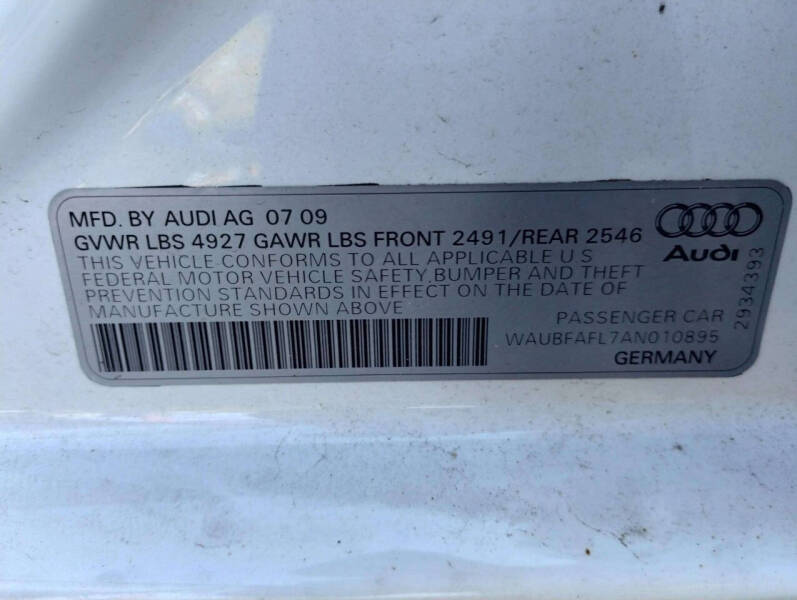 MFD. BY AUDI AG 07 09
GVWR LBS 4927 GAWR LBS FRONT 2491/REAR 2546
THIS VEHICLE CONFORMS TO ALL APPLICABLE U S
FEDERAL MOTOR VEHICLE SAFETY, BUMPER AND THEFT
PREVENTION STANDARDS IN EFFECT ON THE DATE OF
MANUFACTURE SHOWN ABOVE
Audi
2934393
PASSENGER CAR
WAUBFAFL7AN010895
GERMANY